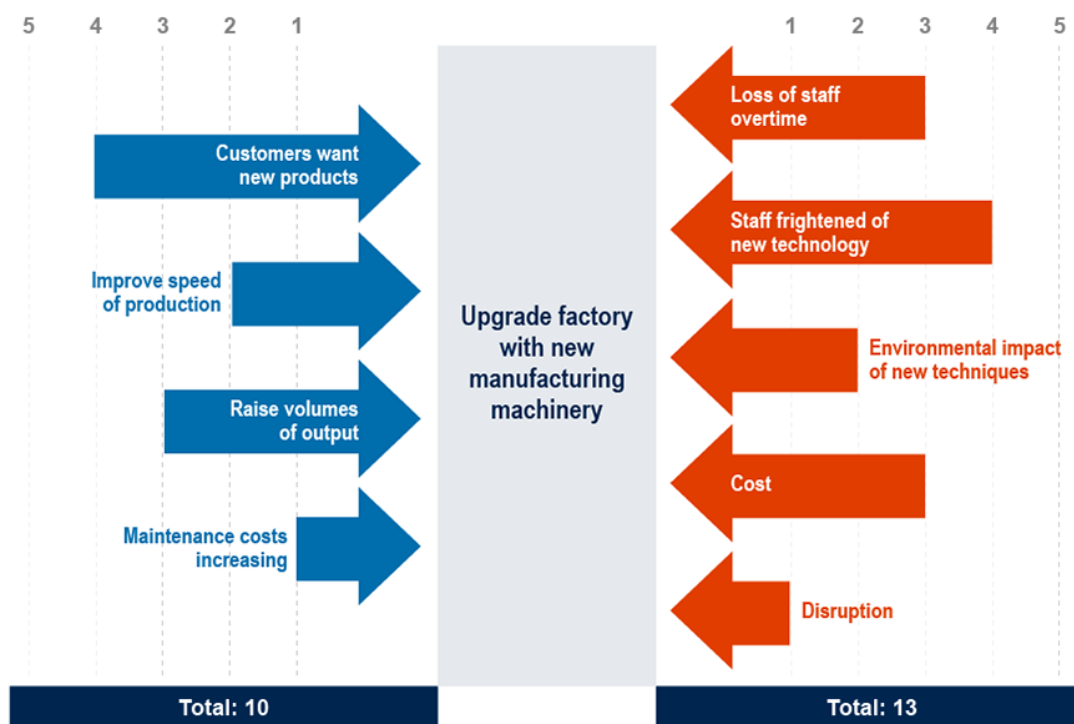 5 4 3 2 1
1 2 3 4 5
Customers want
new products
Improve speed
of production
Raise volumes
of output
Maintenance costs
increasing
Upgrade factory
with new
manufacturing
machinery
Loss of staff
overtime
Staff frightened of
new technology
Environmental impact
of new techniques
Cost
Disruption
Total: 10
Total: 13